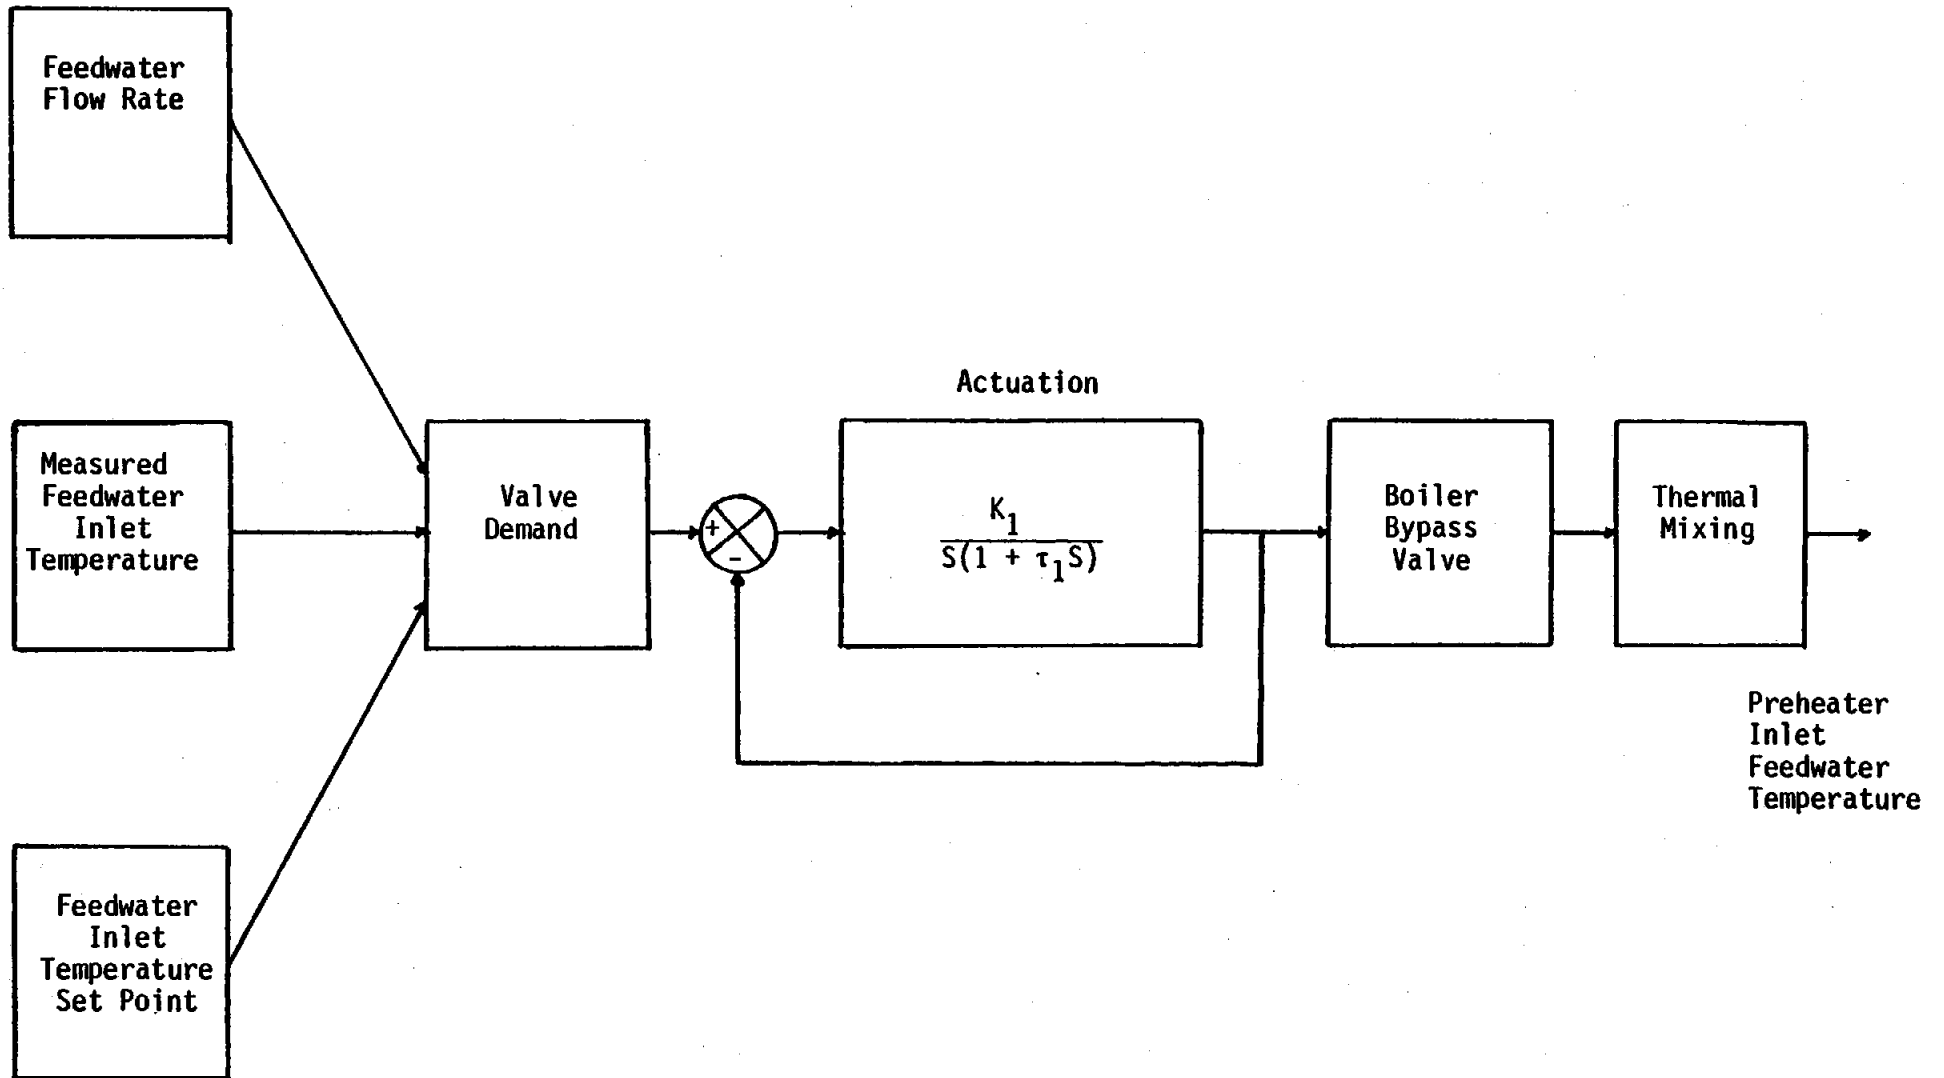 Feedwater
Flow Rate
Measured
Feedwater
Inlet
Temperature
Feedwater
Inlet
Temperature
Set Point
Valve
Demand
+
-
Actuation
K₁
S(1 + τ₁S)
Boiler
Bypass
Valve
Thermal
Mixing
Preheater
Inlet
Feedwater
Temperature